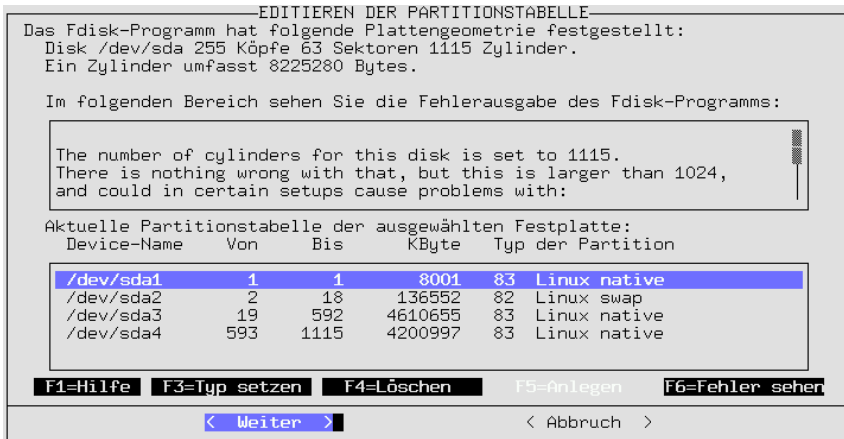 EDITIEREN DER PARTITIONSTABELLE
Das Fdisk-Programm hat folgende Plattengeometrie festgestellt:
Disk /dev/sda 255 Köpfe 63 Sektoren 1115 Zylinder.
Ein Zylinder umfasst 8225280 Bytes.
Im folgenden Bereich sehen Sie die Fehlerausgabe des Fdisk-Programms:
The number of cylinders for this disk is set to 1115.
There is nothing wrong with that, but this is larger than 1024,
and could in certain setups cause problems with:
Aktuelle Partitionstabelle der ausgewählten Festplatte:
Device-Name Von Bis KByte Typ der Partition
/dev/sda1 1 1 8001 83 Linux native
/dev/sda2 2 18 136552 82 Linux swap
/dev/sda3 19 592 4610655 83 Linux native
/dev/sda4 593 1115 4200997 83 Linux native
F1=Hilfe F3=Typ setzen F4=Löschen F5=Anlegen F6=Fehler sehen
< Weiter > < Abbruch >